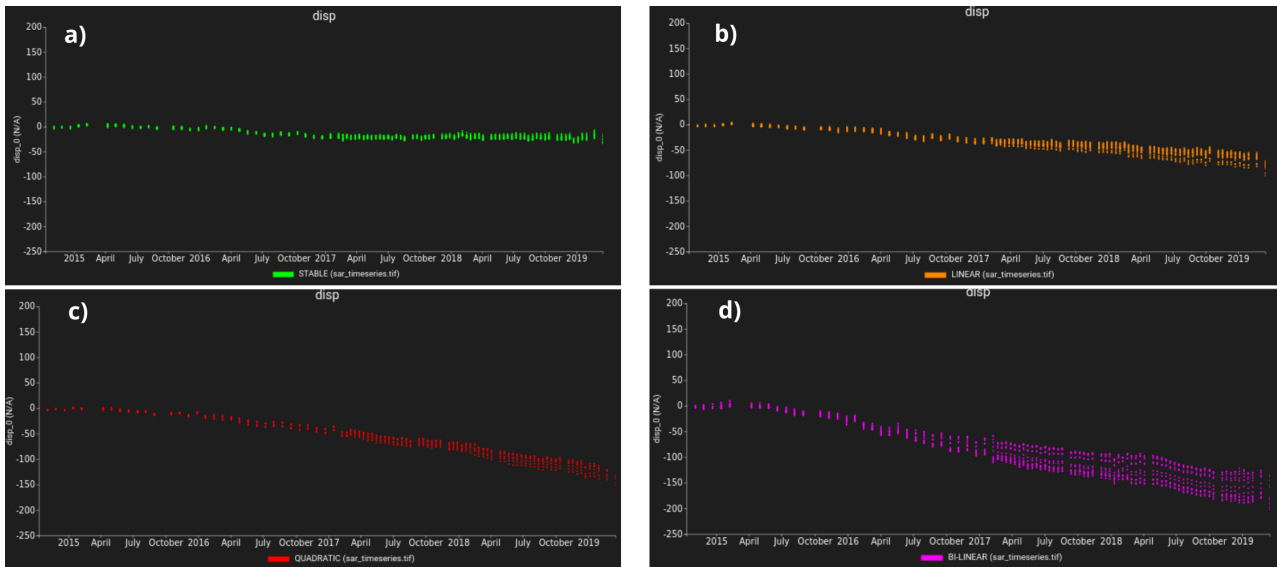 disp
a)
200
150
100
50
0
-50
-100
-150
-200
-250
disp_0 (N/A)
2015 April July October 2016 April July October 2017 April July October 2018 April July October 2019
STABLE (sar_timeseries.tif)
disp
b)
200
150
100
50
0
-50
-100
-150
-200
-250
disp_0 (N/A)
2015 April July October 2016 April July October 2017 April July October 2018 April July October 2019
LINEAR (sar_timeseries.tif)
disp
c)
200
150
100
50
0
-50
-100
-150
-200
-250
disp_0 (N/A)
2015 April July October 2016 April July October 2017 April July October 2018 April July October 2019
QUADRATIC (sar_timeseries.tif)
disp
d)
200
150
100
50
0
-50
-100
-150
-200
-250
disp_0 (N/A)
2015 April July October 2016 April July October 2017 April July October 2018 April July October 2019
BI-LINEAR (sar_timeseries.tif)